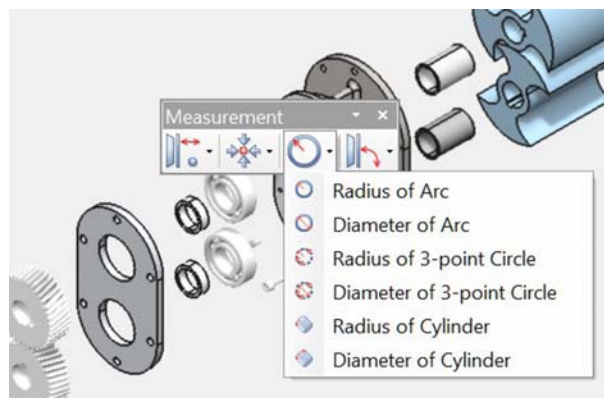 Measurement
Radius of Arc
Diameter of Arc
Radius of 3-point Circle
Diameter of 3-point Circle
Radius of Cylinder
Diameter of Cylinder